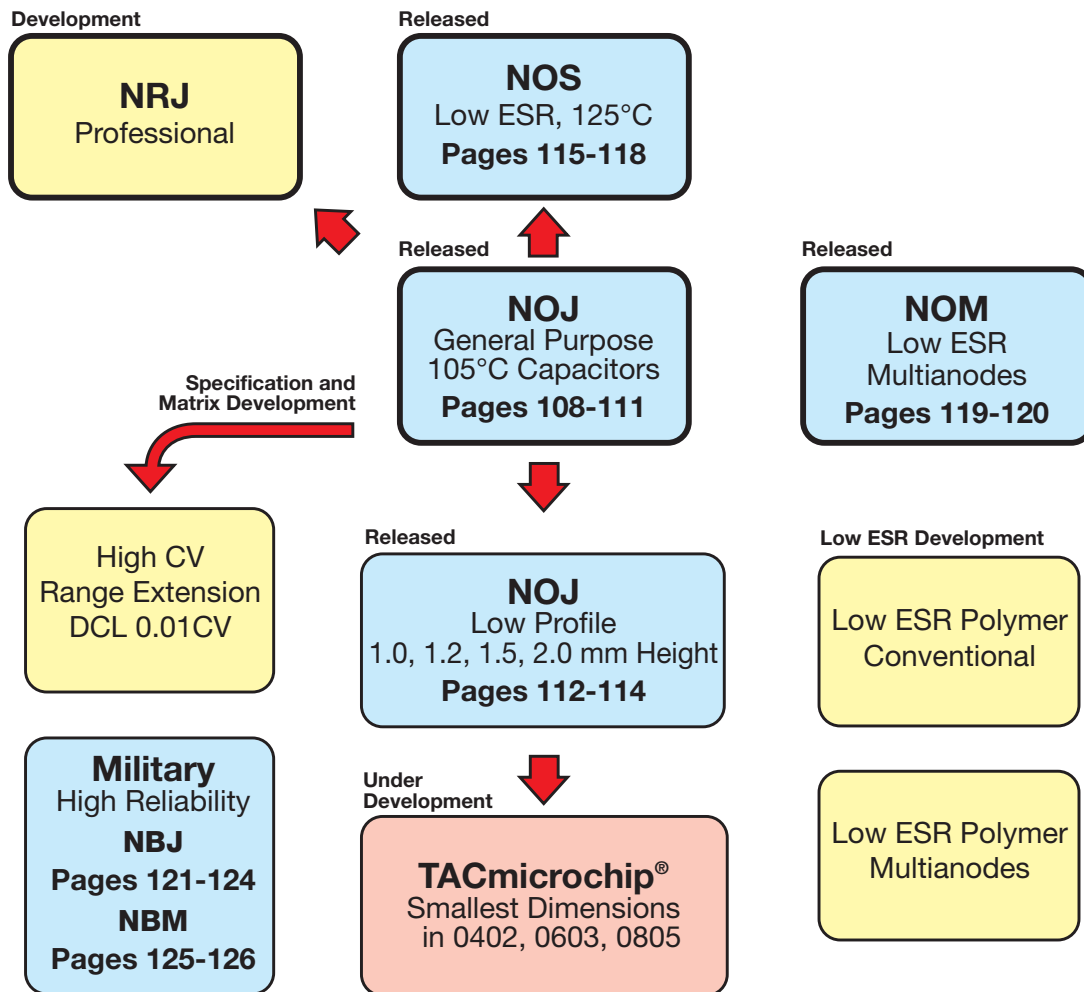 Development
NRJ
Professional
Released
NOS
Low ESR, 125°C
Pages 115-118
Released
NOJ
General Purpose
105°C Capacitors
Pages 108-111
Released
NOM
Low ESR
Multianodes
Pages 119-120
Specification and
Matrix Development
High CV
Range Extension
DCL 0.01CV
Released
NOJ
Low Profile
1.0, 1.2, 1.5, 2.0 mm Height
Pages 112-114
Low ESR Development
Low ESR Polymer
Conventional
Military
High Reliability
NBJ
Pages 121-124
NBM
Pages 125-126
Under
Development
TACmicrochip®
Smallest Dimensions
in 0402, 0603, 0805
Low ESR Polymer
Multianodes